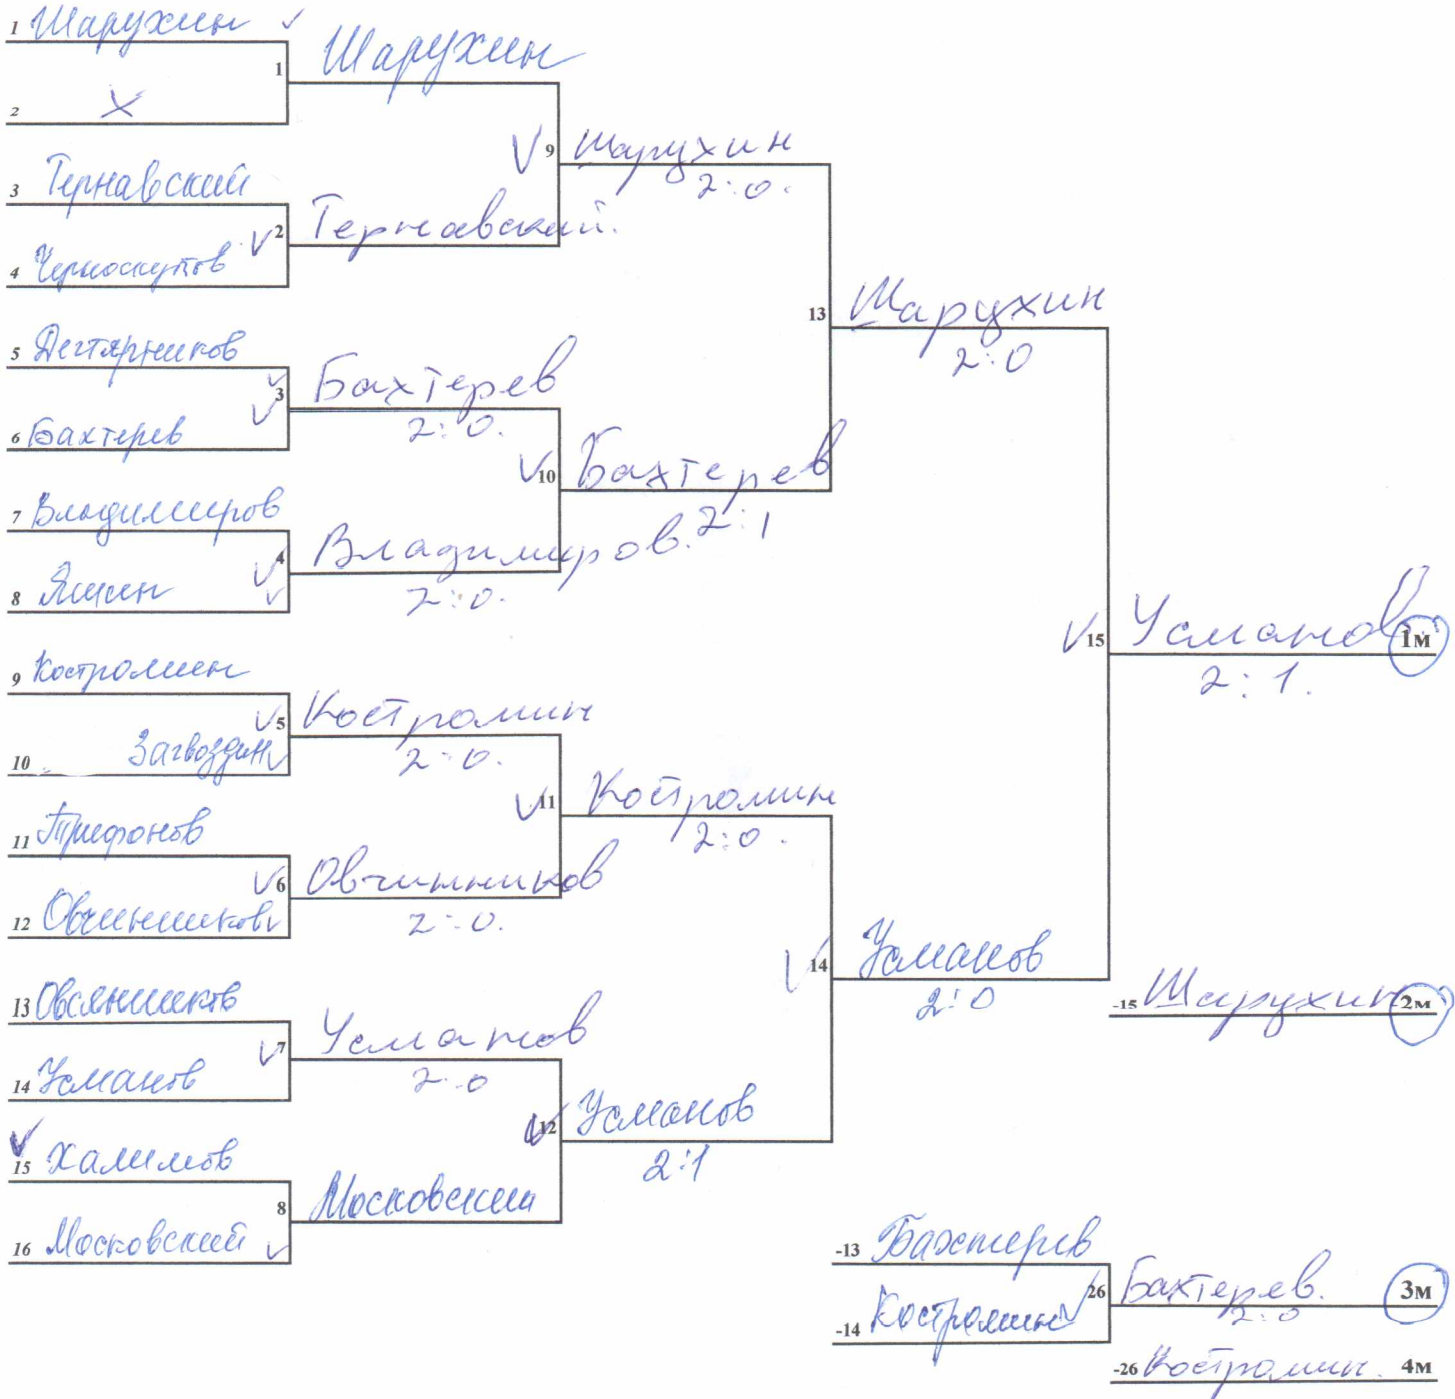 1 Шарухин
1 Шарухин
2 X
9 Шарухин
2:0.
3 Тернавский
2 Тернавский.
4 Черноскутов
13 Шарухин
2:0
5 Дегтярников
3 Бахтерев
2:0.
6 Бахтерев
10 Бахтерев
2:1
7 Владимиров
4 Владимиров.
2:0.
8 Яшин
15 Усманов 1м
2:1.
9 Костромин
5 Костромин
2:0.
10 Загвоздин
11 Костромин
2:0.
11 Трифонов
6 Овчинников
2:0.
12 Овчинников
14 Усманов
2:0
-15 Шарухин 2м
13 Овсянников
7 Усманов
2:0
14 Усманов
12 Усманов
2:1
15 Халимов
8 Московский
16 Московский
-13 Бахтерев
26 Бахтерев. 3м
2:0
-14 Костромин
-26 Костромин. 4м